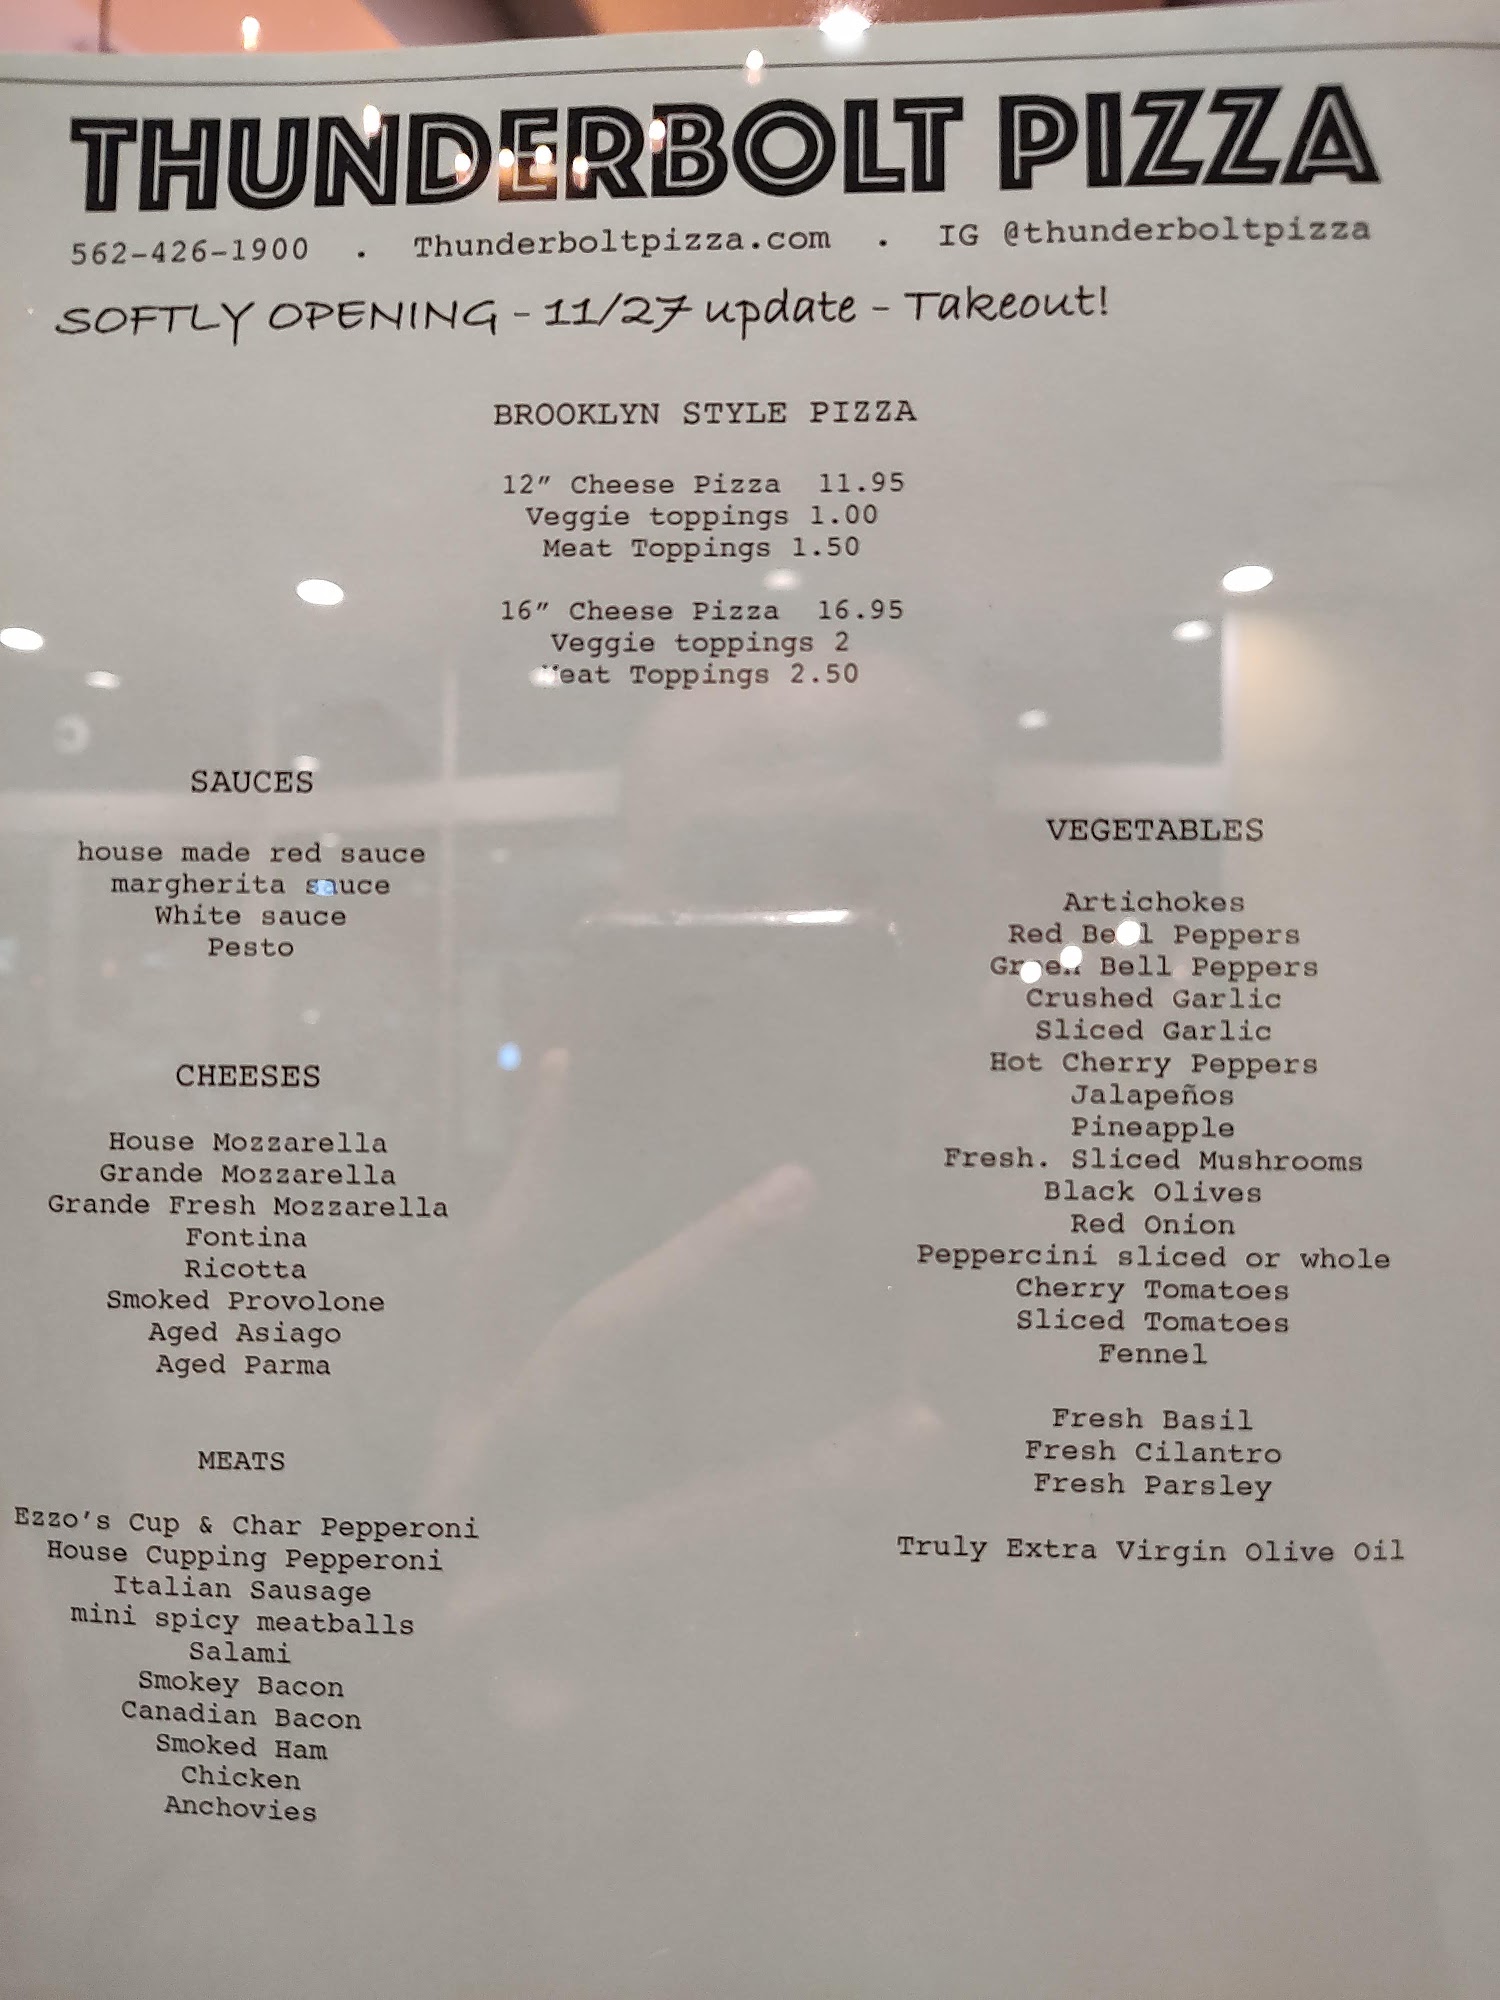 THUNDERBOLT PIZZA
562-426-1900 . Thunderboltpizza.com . IG @thunderboltpizza
SOFTLY OPENING - 11/27 update - Takeout!
BROOKLYN STYLE PIZZA
12" Cheese Pizza 11.95
Veggie toppings 1.00
Meat Toppings 1.50
16" Cheese Pizza 16.95
Veggie toppings 2
Meat Toppings 2.50
SAUCES
house made red sauce
margherita sauce
White sauce
Pesto
CHEESES
House Mozzarella
Grande Mozzarella
Grande Fresh Mozzarella
Fontina
Ricotta
Smoked Provolone
Aged Asiago
Aged Parma
MEATS
Ezzo's Cup & Char Pepperoni
House Cupping Pepperoni
Italian Sausage
mini spicy meatballs
Salami
Smokey Bacon
Canadian Bacon
Smoked Ham
Chicken
Anchovies
VEGETABLES
Artichokes
Red Bell Peppers
Green Bell Peppers
Crushed Garlic
Sliced Garlic
Hot Cherry Peppers
Jalapeños
Pineapple
Fresh. Sliced Mushrooms
Black Olives
Red Onion
Peppercini sliced or whole
Cherry Tomatoes
Sliced Tomatoes
Fennel
Fresh Basil
Fresh Cilantro
Fresh Parsley
Truly Extra Virgin Olive Oil